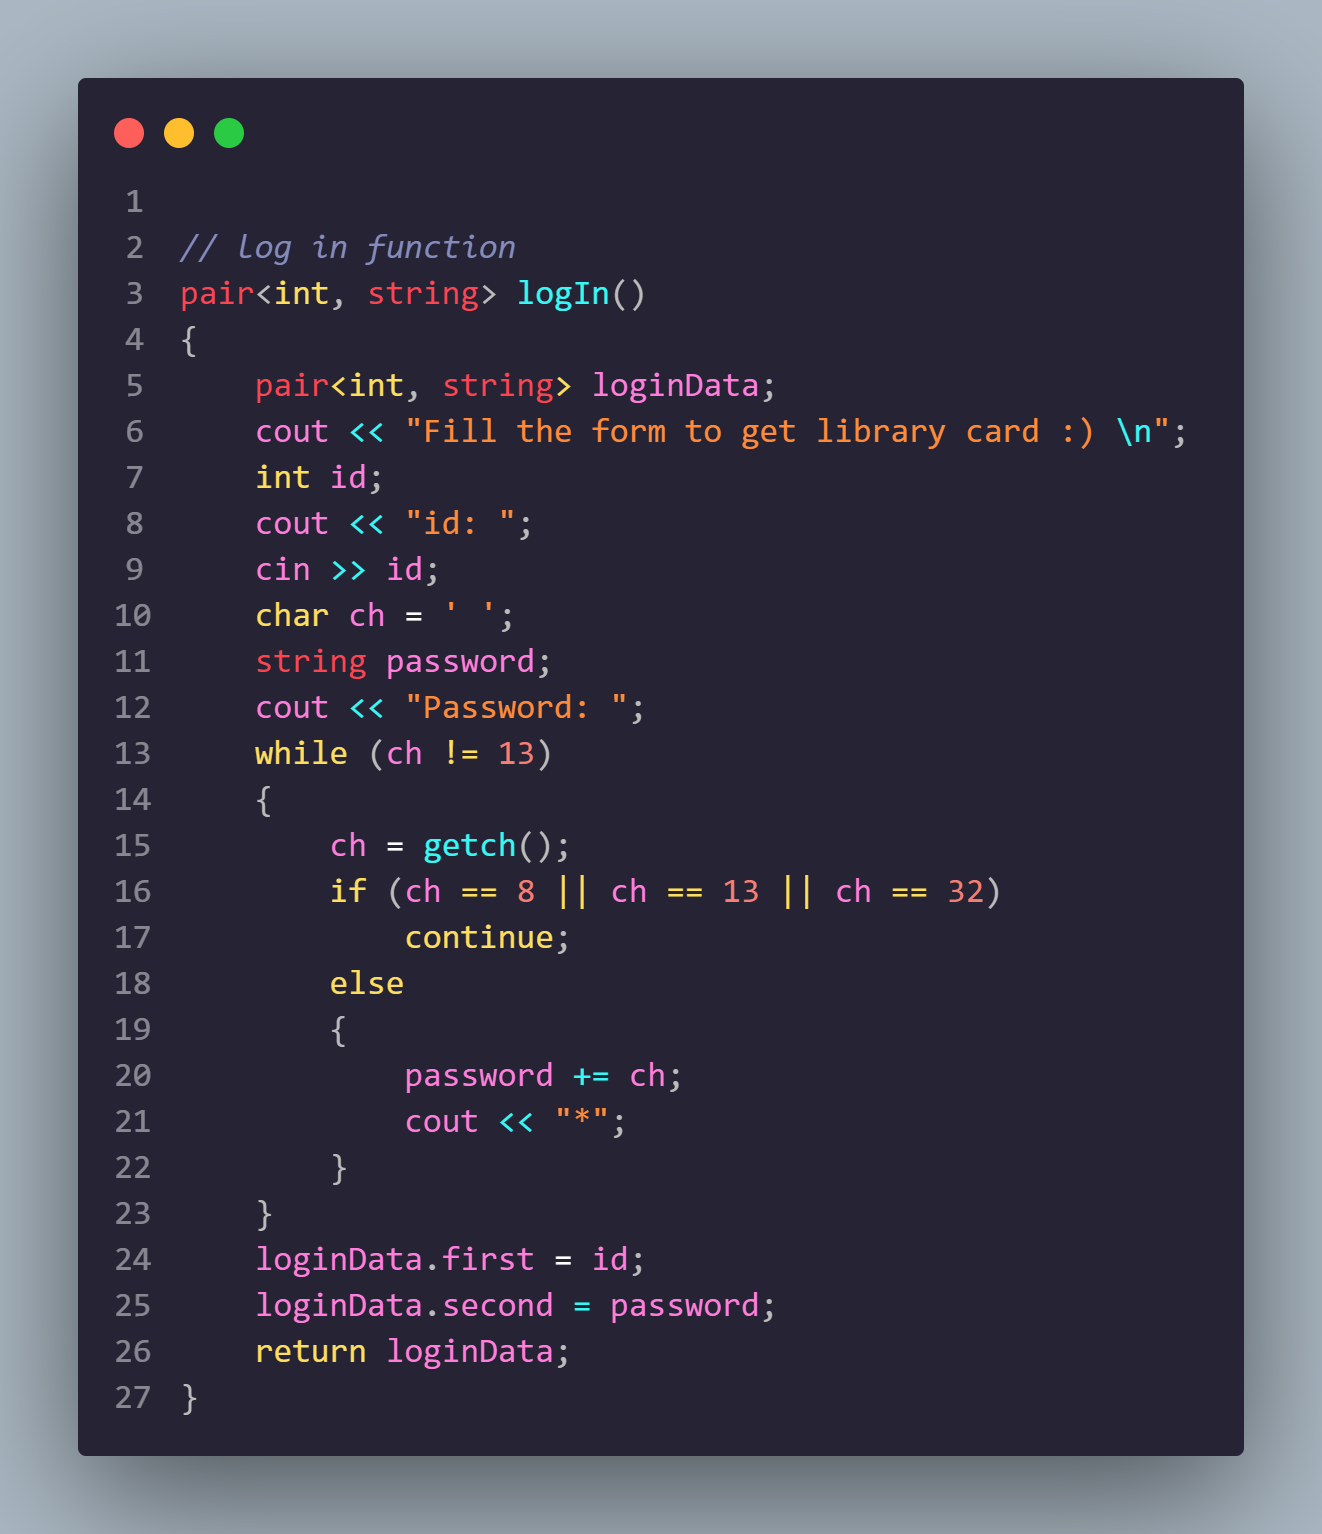 1
2 // log in function
3 pair<int, string> logIn()
4 {
5     pair<int, string> loginData;
6     cout << "Fill the form to get library card :) \n";
7     int id;
8     cout << "id: ";
9     cin >> id;
10     char ch = ' ';
11     string password;
12     cout << "Password: ";
13     while (ch != 13)
14     {
15         ch = getch();
16         if (ch == 8 || ch == 13 || ch == 32)
17             continue;
18         else
19         {
20             password += ch;
21             cout << "*";
22         }
23     }
24     loginData.first = id;
25     loginData.second = password;
26     return loginData;
27 }